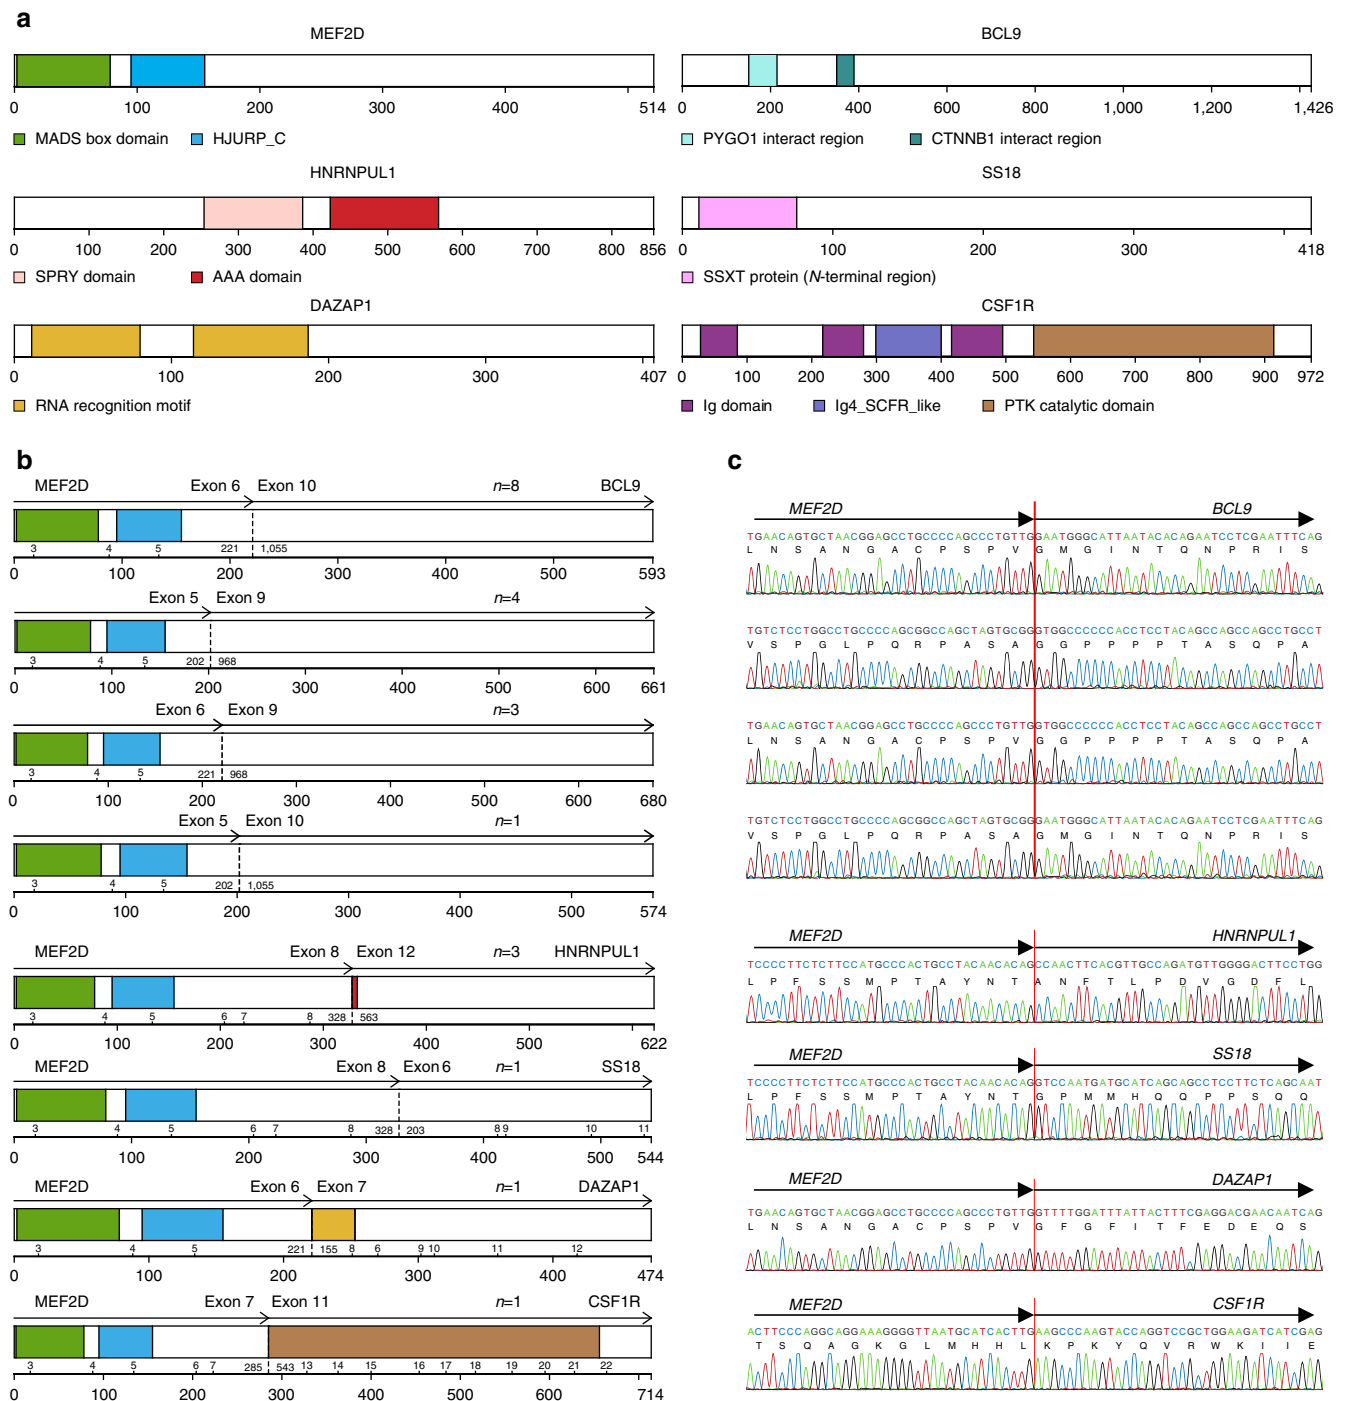 a
MEF2D
0 100 200 300 400 514
MADS box domain HJURP_C
BCL9
0 200 400 600 800 1,000 1,200 1,426
PYGO1 interact region CTNNB1 interact region
HNRNPUL1
0 100 200 300 400 500 600 700 800 856
SPRY domain AAA domain
SS18
0 100 200 300 418
SSXT protein (N-terminal region)
DAZAP1
0 100 200 300 407
RNA recognition motif
CSF1R
0 100 200 300 400 500 600 700 800 900 972
Ig domain Ig4_SCFR_like PTK catalytic domain
b
MEF2D Exon 6 Exon 10 n=8 BCL9
3 4 5 221 1,055
0 100 200 300 400 500 593
Exon 5 Exon 9 n=4
3 4 5 202 968
0 100 200 300 400 500 600 661
Exon 6 Exon 9 n=3
3 4 5 221 968
0 100 200 300 400 500 600 680
Exon 5 Exon 10 n=1
3 4 5 202 1,055
0 100 200 300 400 500 574
MEF2D Exon 8 Exon 12 n=3 HNRNPUL1
3 4 5 6 7 8 328 563
0 100 200 300 400 500 622
MEF2D Exon 8 Exon 6 n=1 SS18
3 4 5 6 7 8 328 203 8 9 10 11
0 100 200 300 400 500 544
MEF2D Exon 6 Exon 7 n=1 DAZAP1
3 4 5 221 155 8 6 9 10 11 12
0 100 200 300 400 474
MEF2D Exon 7 Exon 11 n=1 CSF1R
3 4 5 6 7 285 543 13 14 15 16 17 18 19 20 21 22
0 100 200 300 400 500 600 714
c
MEF2D BCL9
TGAACAGTGCTAACGGAGCCTGCCCCAGCCCTGTTGGAATGGGCATTAATACACAGAATCCTCGAATTTCAG
L N S A N G A C P S P V G M G I N T Q N P R I S
TGTCTCCTGGCCTGCCCCAGCGGCCAGCTAGTGCGGGTGGCCCCCCACCTCCTACAGCCAGCCAGCCTGCCT
V S P G L P Q R P A S A G G P P P P T A S Q P A
TGAACAGTGCTAACGGAGCCTGCCCCAGCCCTGTTGGTGGCCCCCCACCTCCTACAGCCAGCCAGCCTGCCT
L N S A N G A C P S P V G G P P P P T A S Q P A
TGTCTCCTGGCCTGCCCCAGCGGCCAGCTAGTGCGGGAATGGGCATTAATACACAGAATCCTCGAATTTCAG
V S P G L P Q R P A S A G M G I N T Q N P R I S
MEF2D HNRNPUL1
TCCCCTTCTCTTCCATGCCCACTGCCTACAACACAGCCAACTTCACGTTGCCAGATGTTGGGGACTTCCTGG
L P F S S M P T A Y N T A N F T L P D V G D F L
MEF2D SS18
TCCCCTTCTCTTCCATGCCCACTGCCTACAACACAGGTCCAATGATGCATCAGCAGCCTCCTTCTCAGCAAT
L P F S S M P T A Y N T G P M M H Q Q P P S Q Q
MEF2D DAZAP1
TGAACAGTGCTAACGGAGCCTGCCCCAGCCCTGTTGGTTTTGGATTTATTACTTTCGAGGACGAACAATCAG
L N S A N G A C P S P V G F G F I T F E D E Q S
MEF2D CSF1R
ACTTCCCAGGCAGGAAAGGGGTTAATGCATCACTTGAAGCCCAAGTACCAGGTCCGCTGGAAGATCATCGAG
T S Q A G K G L M H H L K P K Y Q V R W K I I E